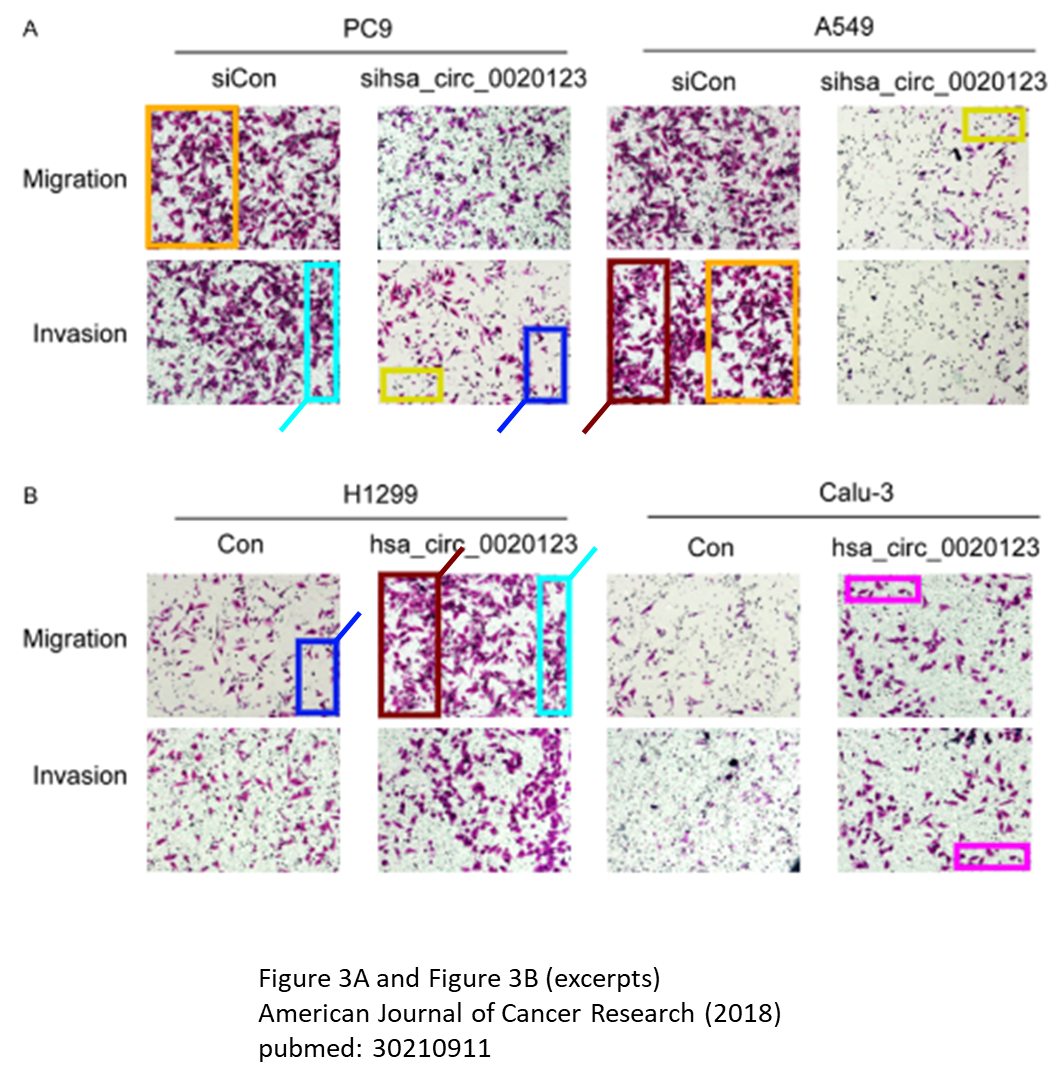 A
PC9
A549
siCon
sihsa_circ_0020123
siCon
sihsa_circ_0020123
Migration
Invasion
B
H1299
Calu-3
Con
hsa_circ_0020123
Con
hsa_circ_0020123
Migration
Invasion
Figure 3A and Figure 3B (excerpts)
American Journal of Cancer Research (2018)
pubmed: 30210911